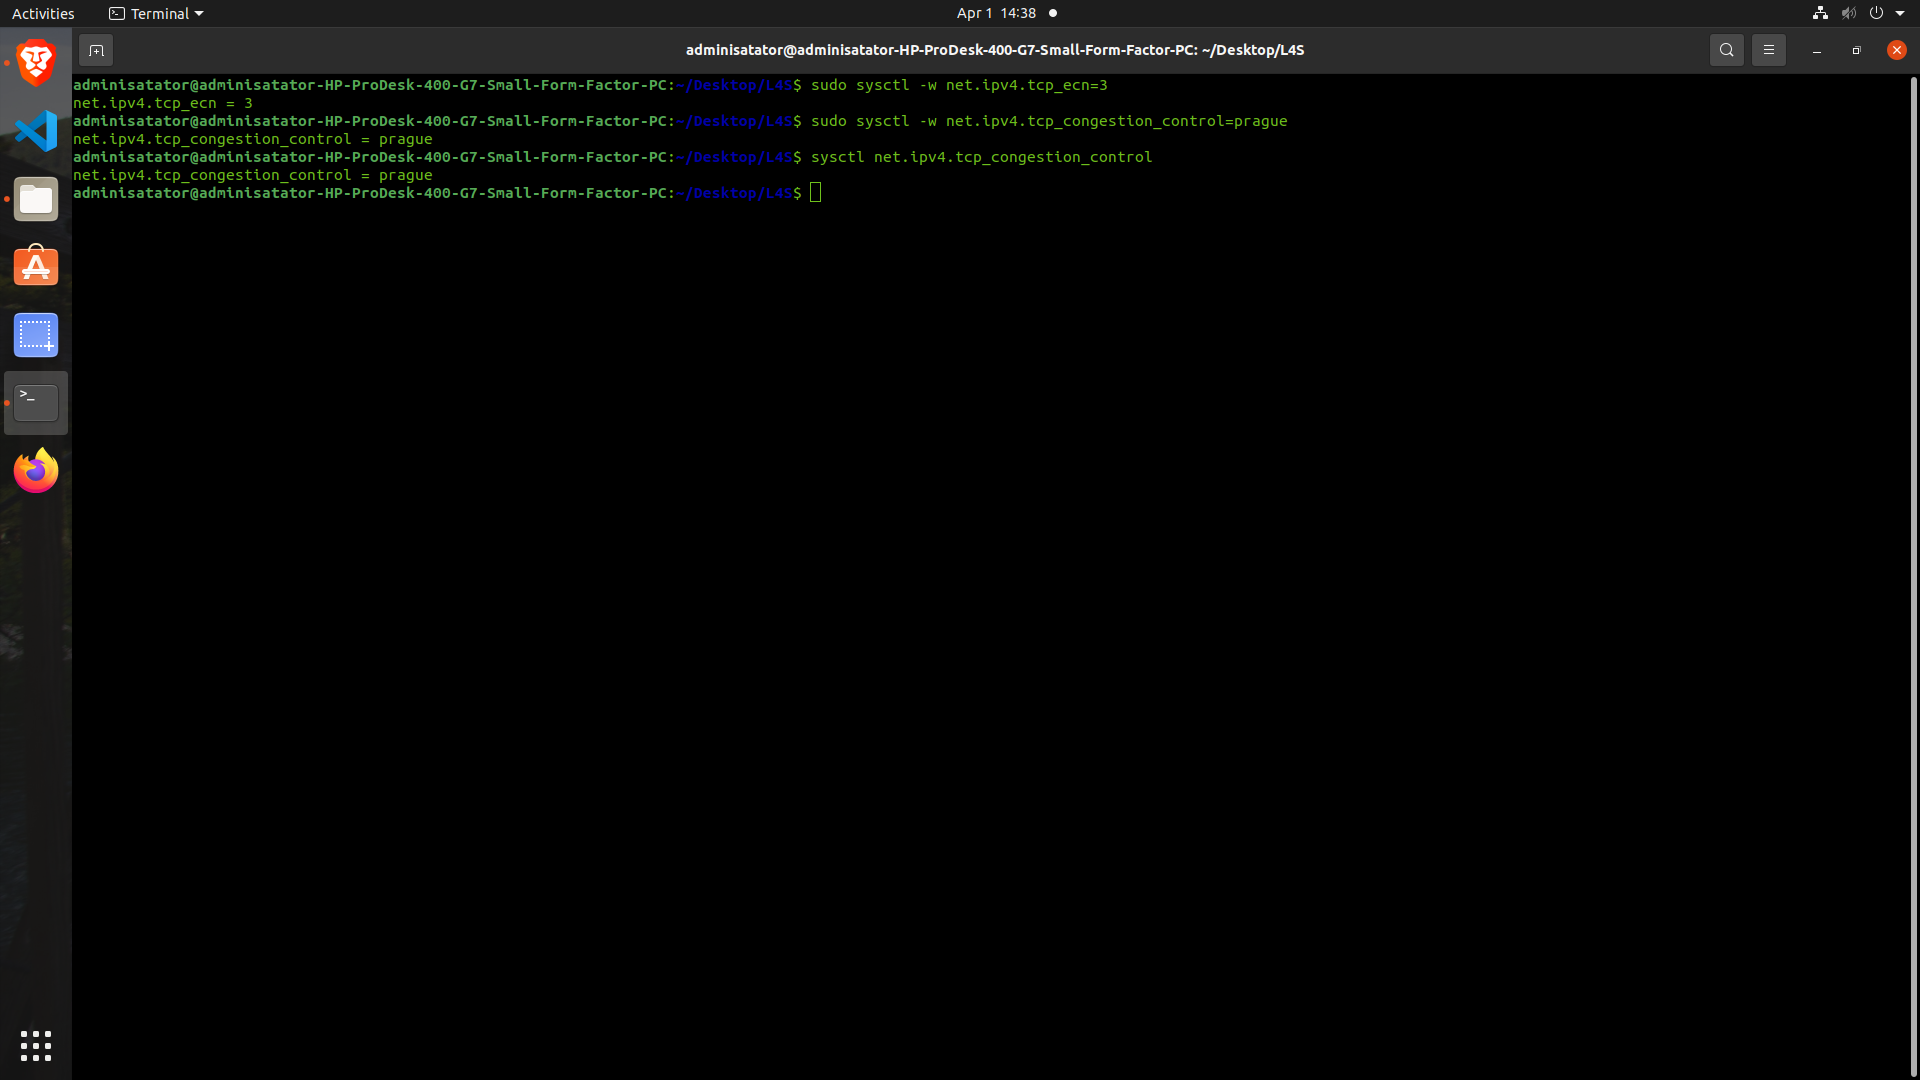 Activities
Terminal
Apr 1 14:38
adminisatator@adminisatator-HP-ProDesk-400-G7-Small-Form-Factor-PC: ~/Desktop/L4S
adminisatator@adminisatator-HP-ProDesk-400-G7-Small-Form-Factor-PC:~/Desktop/L4S$ sudo sysctl -w net.ipv4.tcp_ecn=3
net.ipv4.tcp_ecn = 3
adminisatator@adminisatator-HP-ProDesk-400-G7-Small-Form-Factor-PC:~/Desktop/L4S$ sudo sysctl -w net.ipv4.tcp_congestion_control=prague
net.ipv4.tcp_congestion_control = prague
adminisatator@adminisatator-HP-ProDesk-400-G7-Small-Form-Factor-PC:~/Desktop/L4S$ sysctl net.ipv4.tcp_congestion_control
net.ipv4.tcp_congestion_control = prague
adminisatator@adminisatator-HP-ProDesk-400-G7-Small-Form-Factor-PC:~/Desktop/L4S$